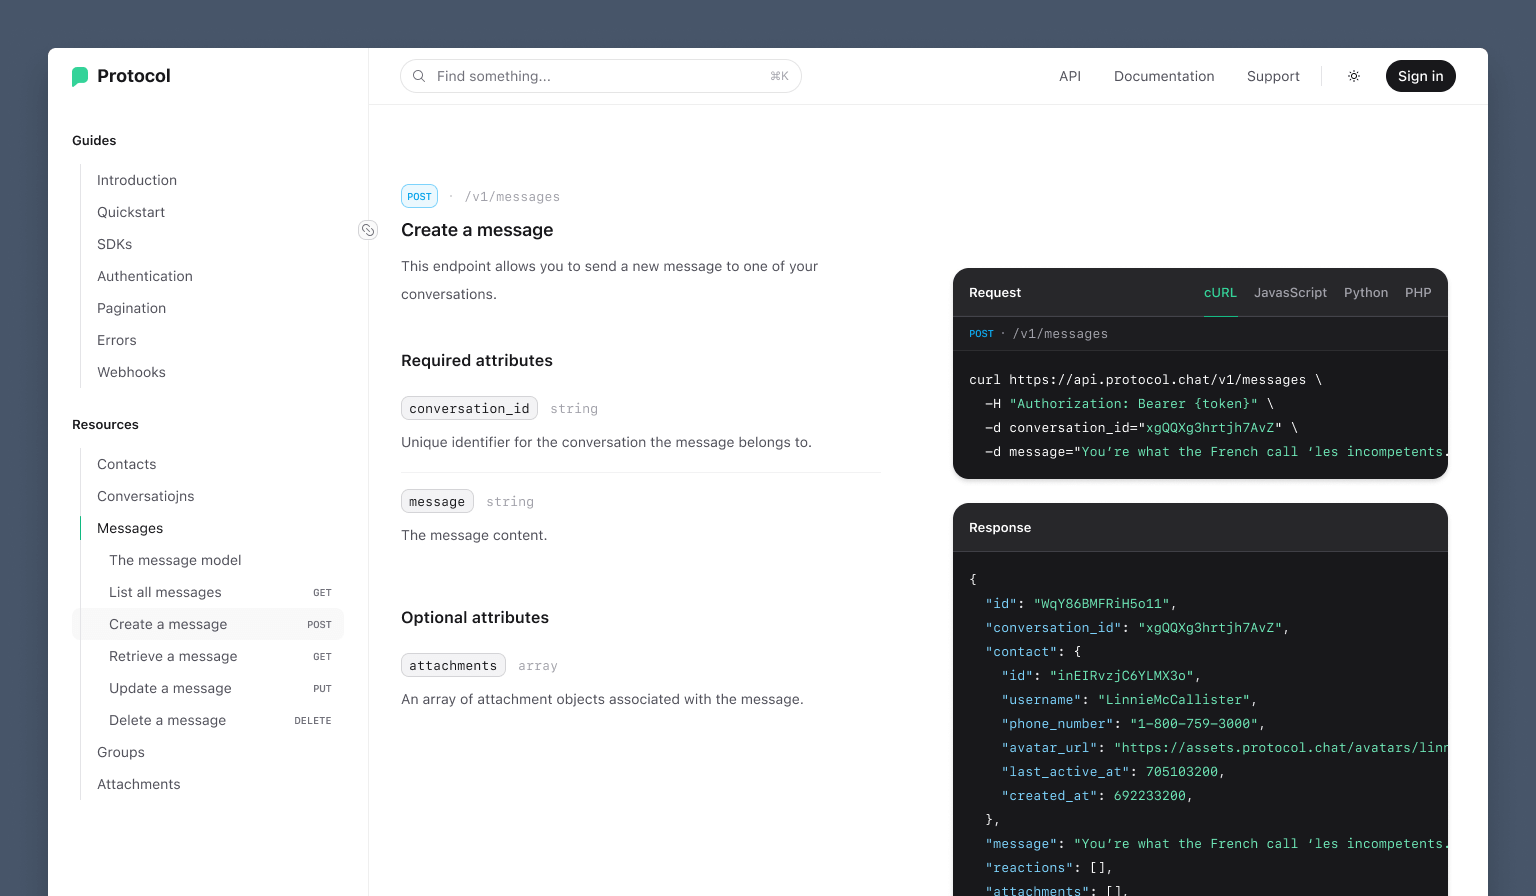 Protocol
Find something...
⌘K
API
Documentation
Support
Sign in
Guides
Introduction
Quickstart
SDKs
Authentication
Pagination
Errors
Webhooks
Resources
Contacts
Conversatiojns
Messages
The message model
List all messages GET
Create a message POST
Retrieve a message GET
Update a message PUT
Delete a message DELETE
Groups
Attachments
POST · /v1/messages
Create a message
This endpoint allows you to send a new message to one of your
conversations.
Required attributes
conversation_id string
Unique identifier for the conversation the message belongs to.
message string
The message content.
Optional attributes
attachments array
An array of attachment objects associated with the message.
Request cURL JavasScript Python PHP
POST · /v1/messages
curl https://api.protocol.chat/v1/messages \
-H "Authorization: Bearer {token}" \
-d conversation_id="xgQQXg3hrtjh7AvZ" \
-d message="You’re what the French call ‘les incompetents.
Response
{
"id": "WqY86BMFRiH5o11",
"conversation_id": "xgQQXg3hrtjh7AvZ",
"contact": {
"id": "inEIRvzjC6YLMX3o",
"username": "LinnieMcCallister",
"phone_number": "1-800-759-3000",
"avatar_url": "https://assets.protocol.chat/avatars/linn
"last_active_at": 705103200,
"created_at": 692233200,
},
"message": "You’re what the French call ‘les incompetents.
"reactions": [],
"attachments": [],